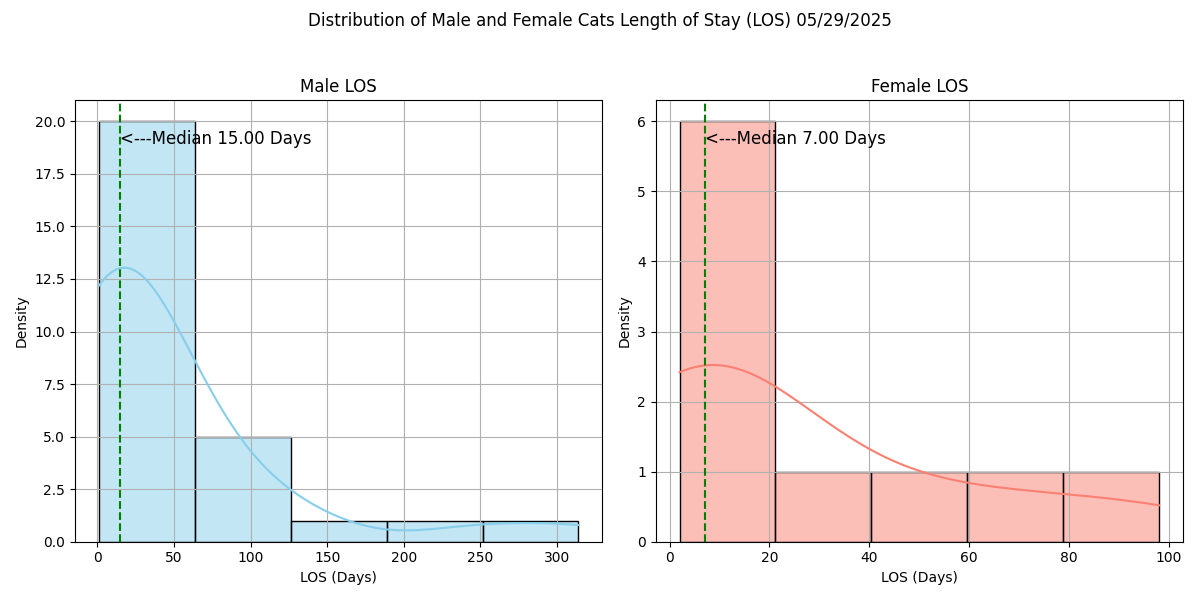 Distribution of Male and Female Cats Length of Stay (LOS) 05/29/2025
Male LOS
20.0
17.5
15.0
12.5
10.0
7.5
5.0
2.5
0.0
Density
<---Median 15.00 Days
0 50 100 150 200 250 300
LOS (Days)
Female LOS
6
5
4
3
2
1
0
Density
<---Median 7.00 Days
0 20 40 60 80 100
LOS (Days)